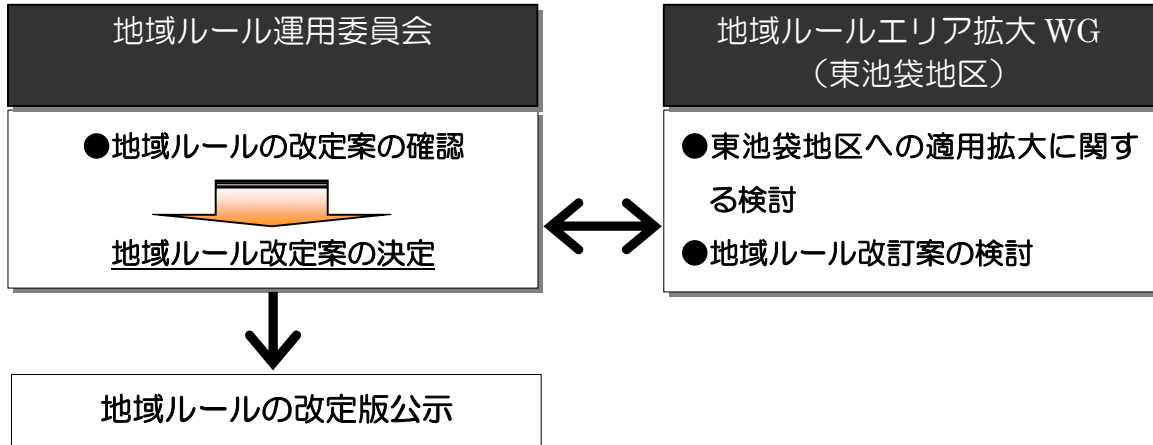 地域ルール運用委員会
●地域ルールの改定案の確認
地域ルール改定案の決定
地域ルールエリア拡大 WG
（東池袋地区）
●東池袋地区への適用拡大に関す
る検討
●地域ルール改訂案の検討
地域ルールの改定版公示